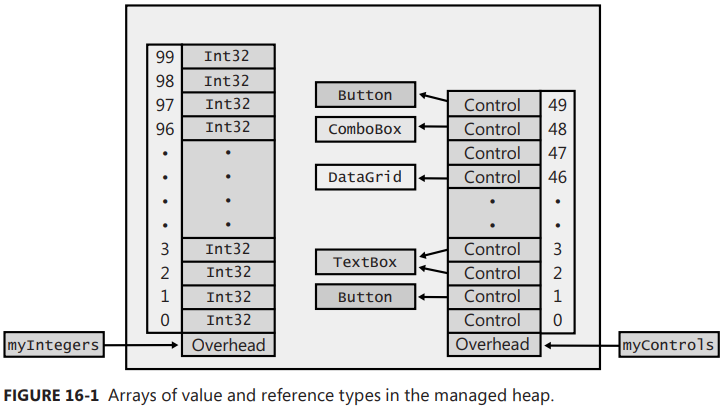 99 Int32
98 Int32
97 Int32 Button Control 49
96 Int32 ComboBox Control 48
Control 47
DataGrid Control 46
3 Int32 Control 3
TextBox
2 Int32 Control 2
1 Int32 Button Control 1
0 Int32 Control 0
myIntegers Overhead Overhead myControls
FIGURE 16-1 Arrays of value and reference types in the managed heap.